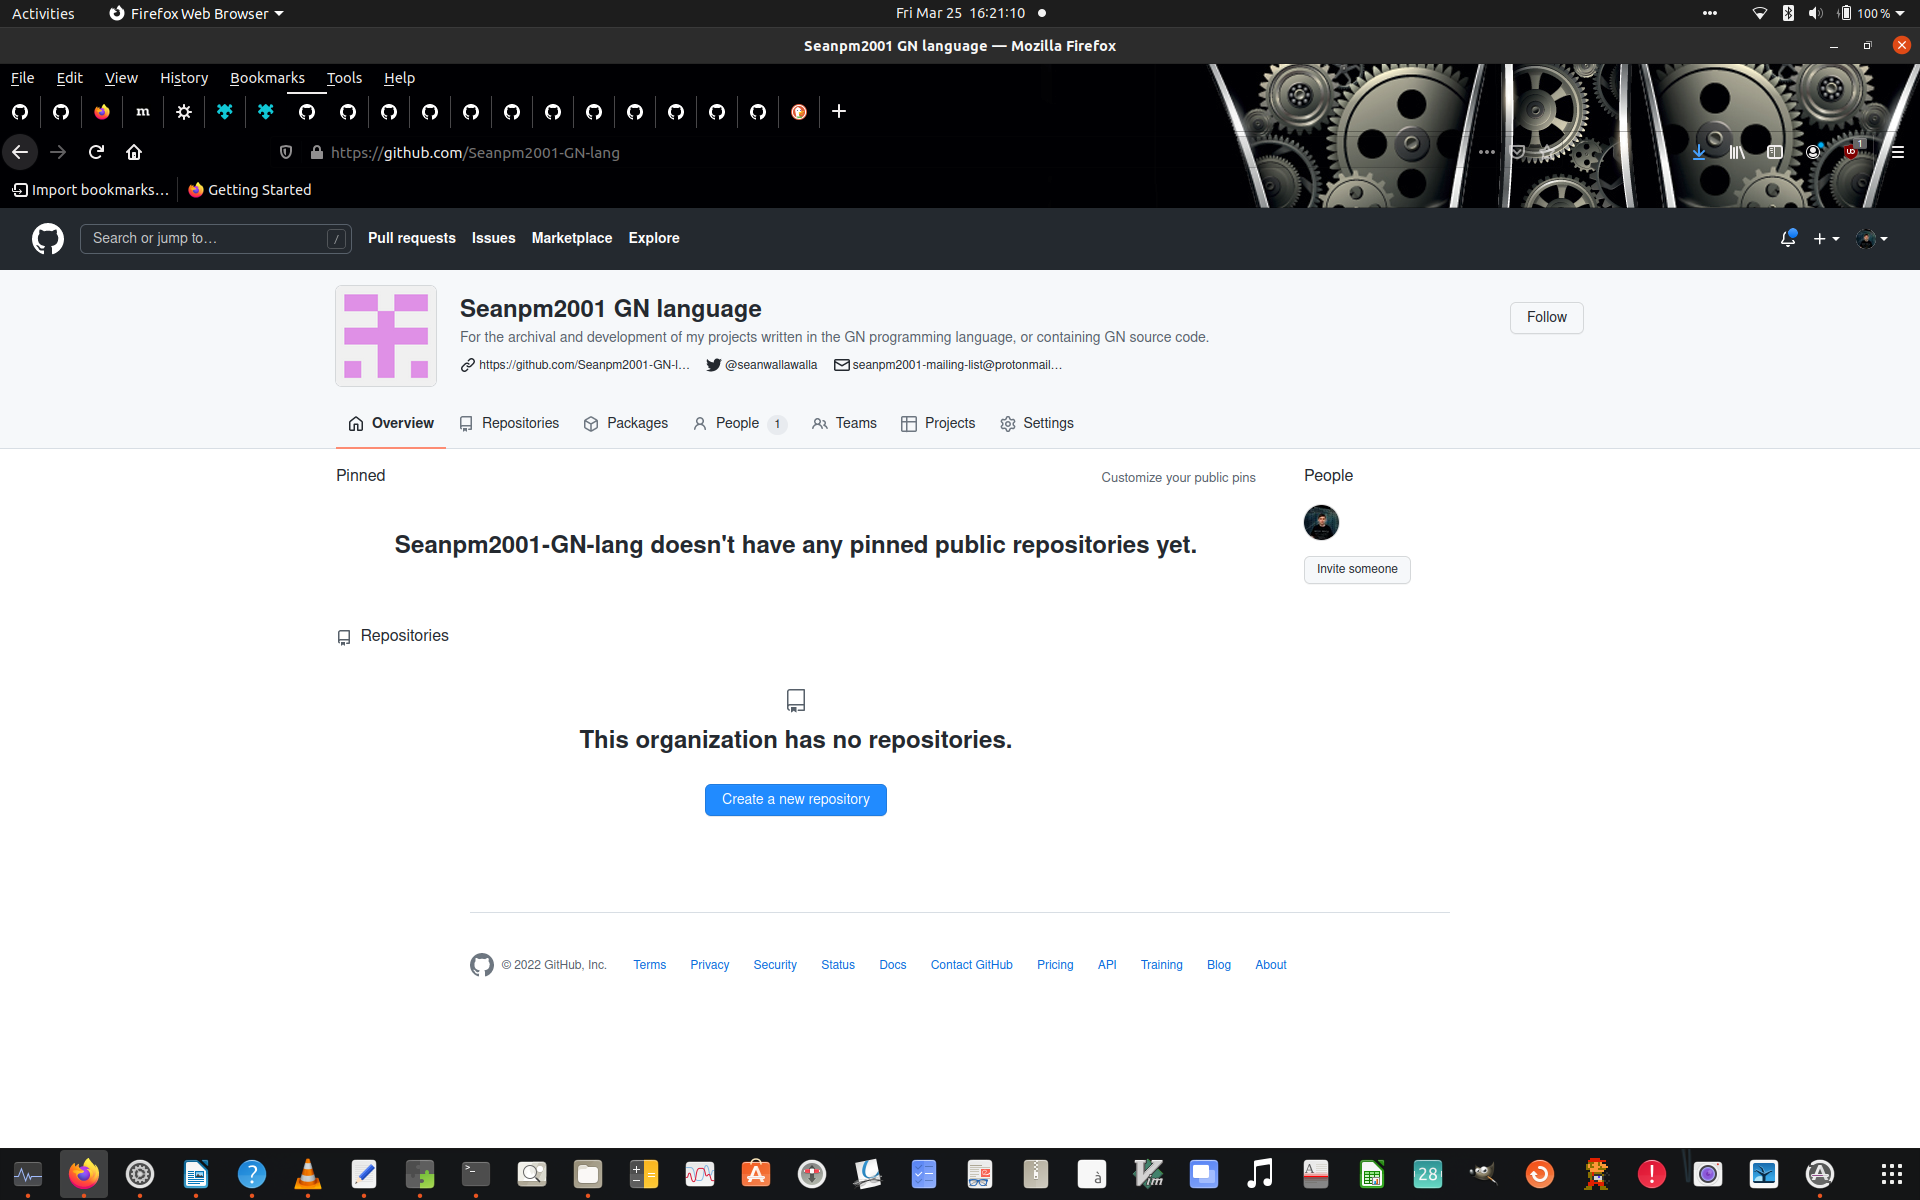 Activities Firefox Web Browser Fri Mar 25 16:21:10 100 %
Seanpm2001 GN language — Mozilla Firefox
File Edit View History Bookmarks Tools Help
m
https://github.com/Seanpm2001-GN-lang 1
Import bookmarks… Getting Started
Search or jump to… / Pull requests Issues Marketplace Explore
Seanpm2001 GN language
Follow
For the archival and development of my projects written in the GN programming language, or containing GN source code.
https://github.com/Seanpm2001-GN-l… @seanwallawalla seanpm2001-mailing-list@protonmail…
Overview Repositories Packages People 1 Teams Projects Settings
Pinned Customize your public pins People
Seanpm2001-GN-lang doesn't have any pinned public repositories yet.
Invite someone
Repositories
This organization has no repositories.
Create a new repository
© 2022 GitHub, Inc. Terms Privacy Security Status Docs Contact GitHub Pricing API Training Blog About
28